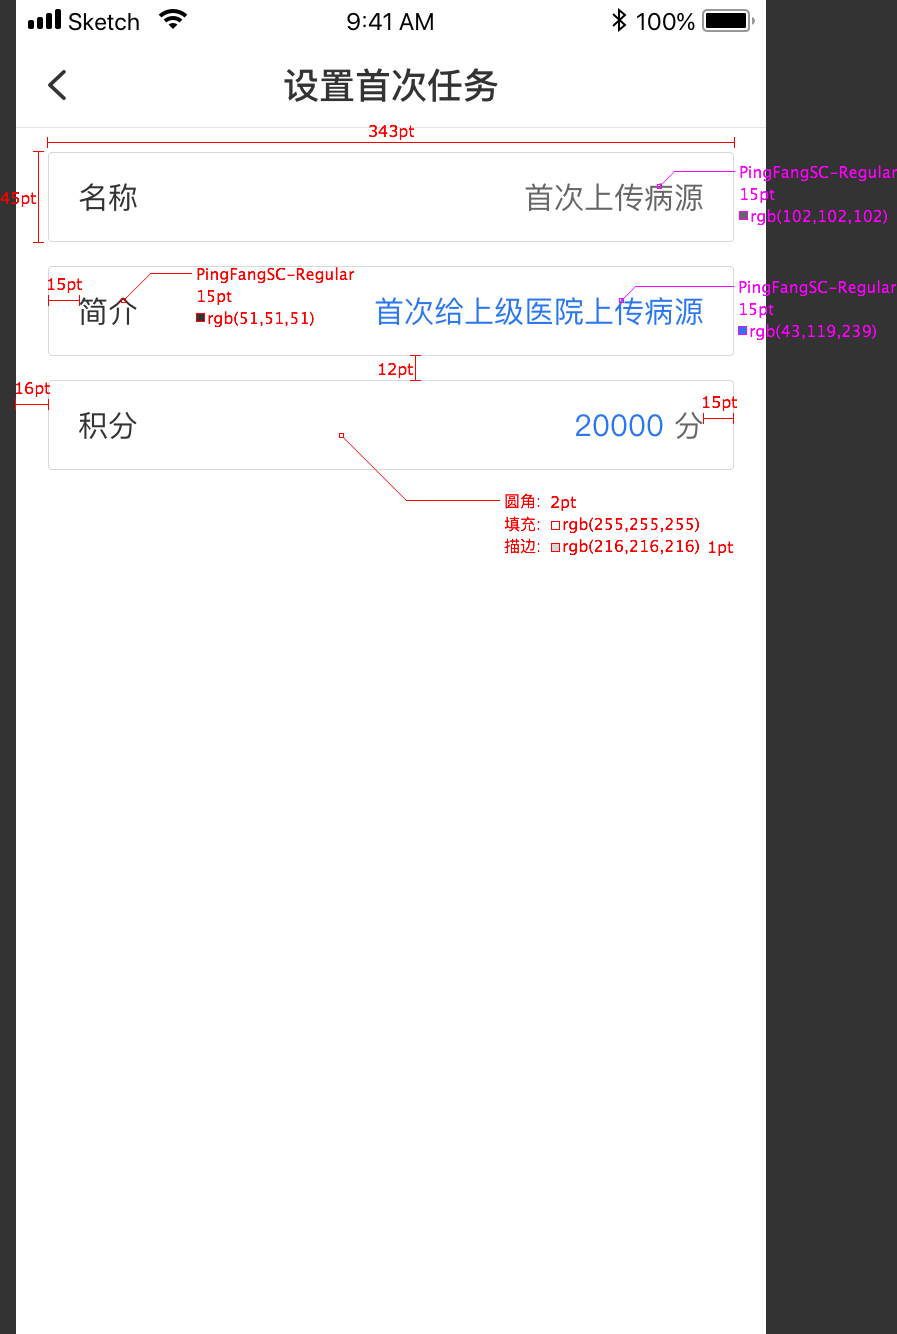 Sketch 9:41 AM 100%
设置首次任务
343pt
45pt
名称 首次上传病源
PingFangSC-Regular
15pt
rgb(102,102,102)
15pt
简介 首次给上级医院上传病源
PingFangSC-Regular
15pt
rgb(51,51,51)
PingFangSC-Regular
15pt
rgb(43,119,239)
12pt
16pt
15pt
积分 20000 分
圆角: 2pt
填充: rgb(255,255,255)
描边: rgb(216,216,216) 1pt